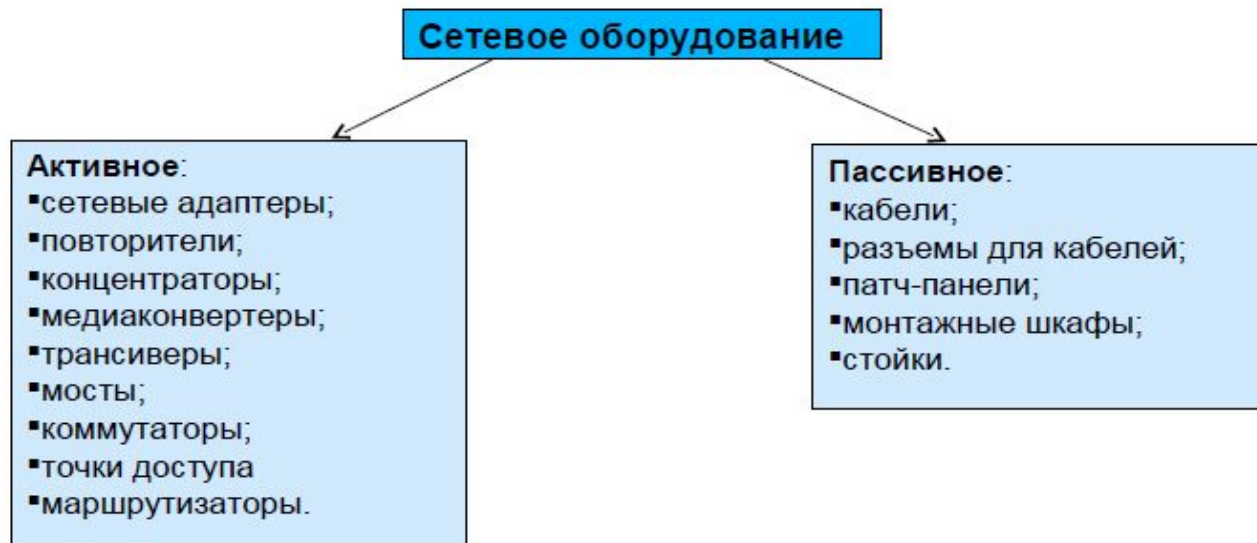 Сетевое оборудование
Активное:
▪сетевые адаптеры;
▪повторители;
▪концентраторы;
▪медиаконвертеры;
▪трансиверы;
▪мосты;
▪коммутаторы;
▪точки доступа
▪маршрутизаторы.
Пассивное:
▪кабели;
▪разъемы для кабелей;
▪патч-панели;
▪монтажные шкафы;
▪стойки.